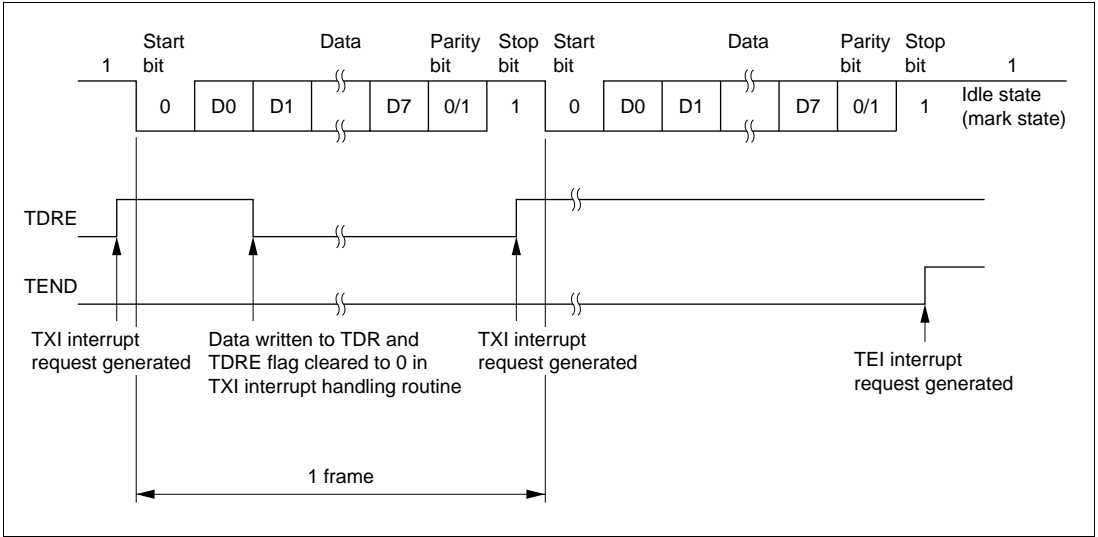 Start bit Data Parity bit Stop bit Start bit Data Parity bit Stop bit
1 1
0 D0 D1 D7 0/1 1 0 D0 D1 D7 0/1 1
Idle state
(mark state)
TDRE
TEND
TXI interrupt
request generated
Data written to TDR and
TDRE flag cleared to 0 in
TXI interrupt handling routine
TXI interrupt
request generated
TEI interrupt
request generated
1 frame